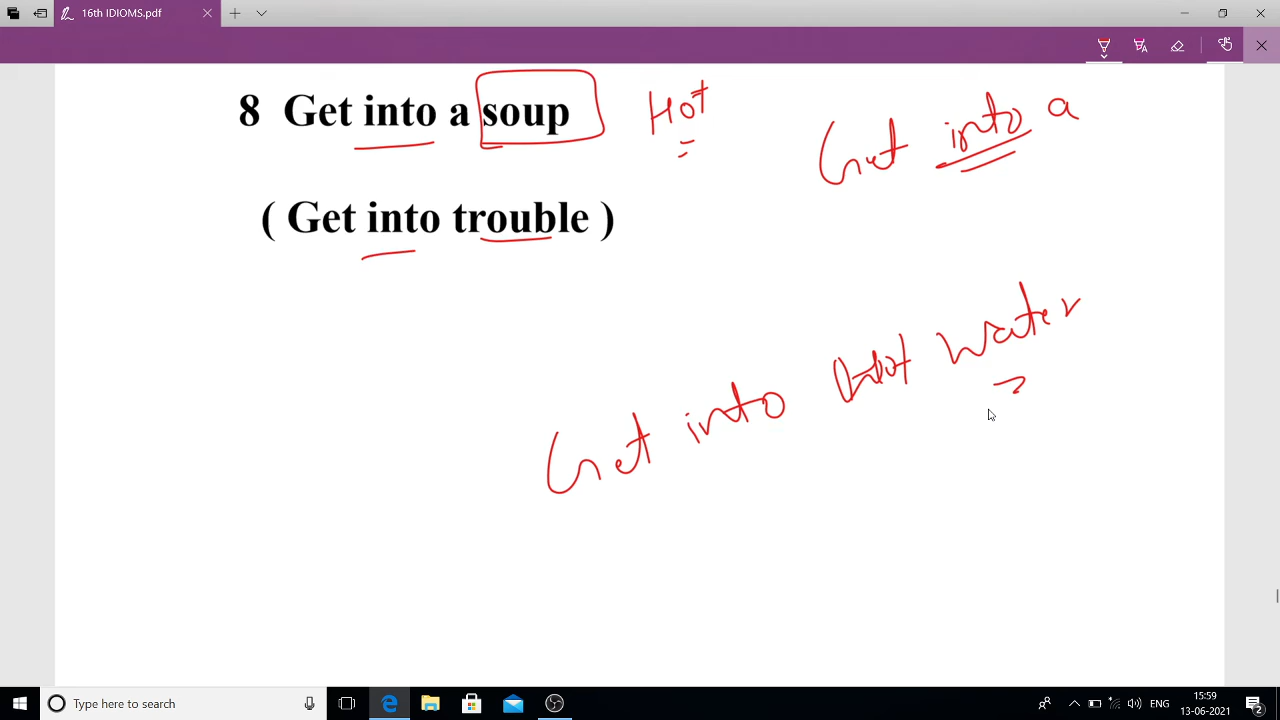 16th IDIOMS.pdf
8 Get into a soup
Hot
Get into a
( Get into trouble )
Get into Hot water
Type here to search
ENG
15:59
13-06-2021
2